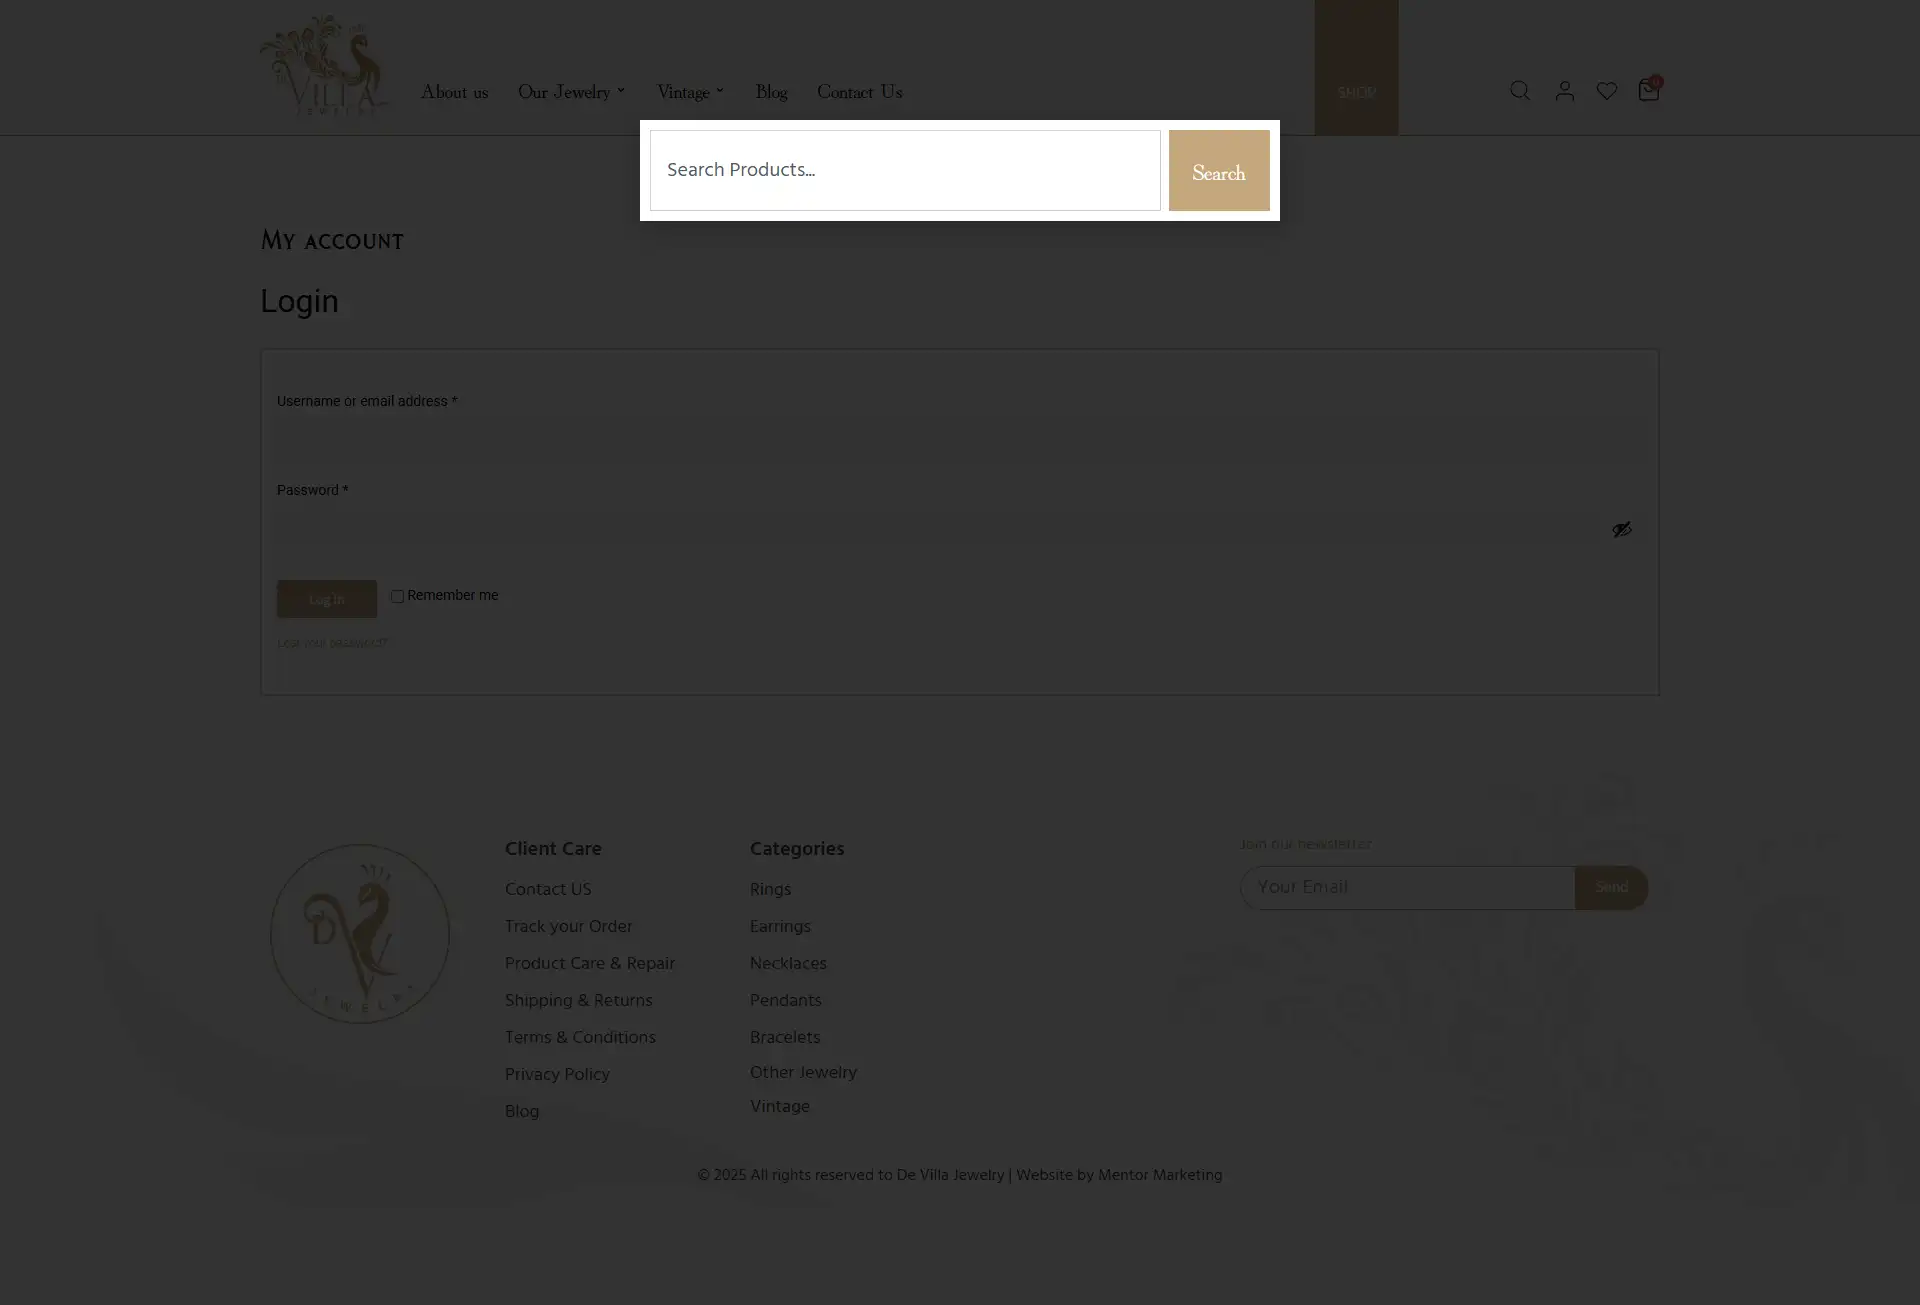 VILLA
JEWELRY
About us
Our Jewelry
Vintage
Blog
Contact Us
SHOP
0
Search Products...
Search
My account
Login
Username or email address *
Password *
Log in
Remember me
Lost your password?
Client Care
Contact US
Track your Order
Product Care & Repair
Shipping & Returns
Terms & Conditions
Privacy Policy
Blog
Categories
Rings
Earrings
Necklaces
Pendants
Bracelets
Other Jewelry
Vintage
Join our newsletter
Your Email
Send
DV
JEWELRY
© 2025 All rights reserved to De Villa Jewelry | Website by Mentor Marketing